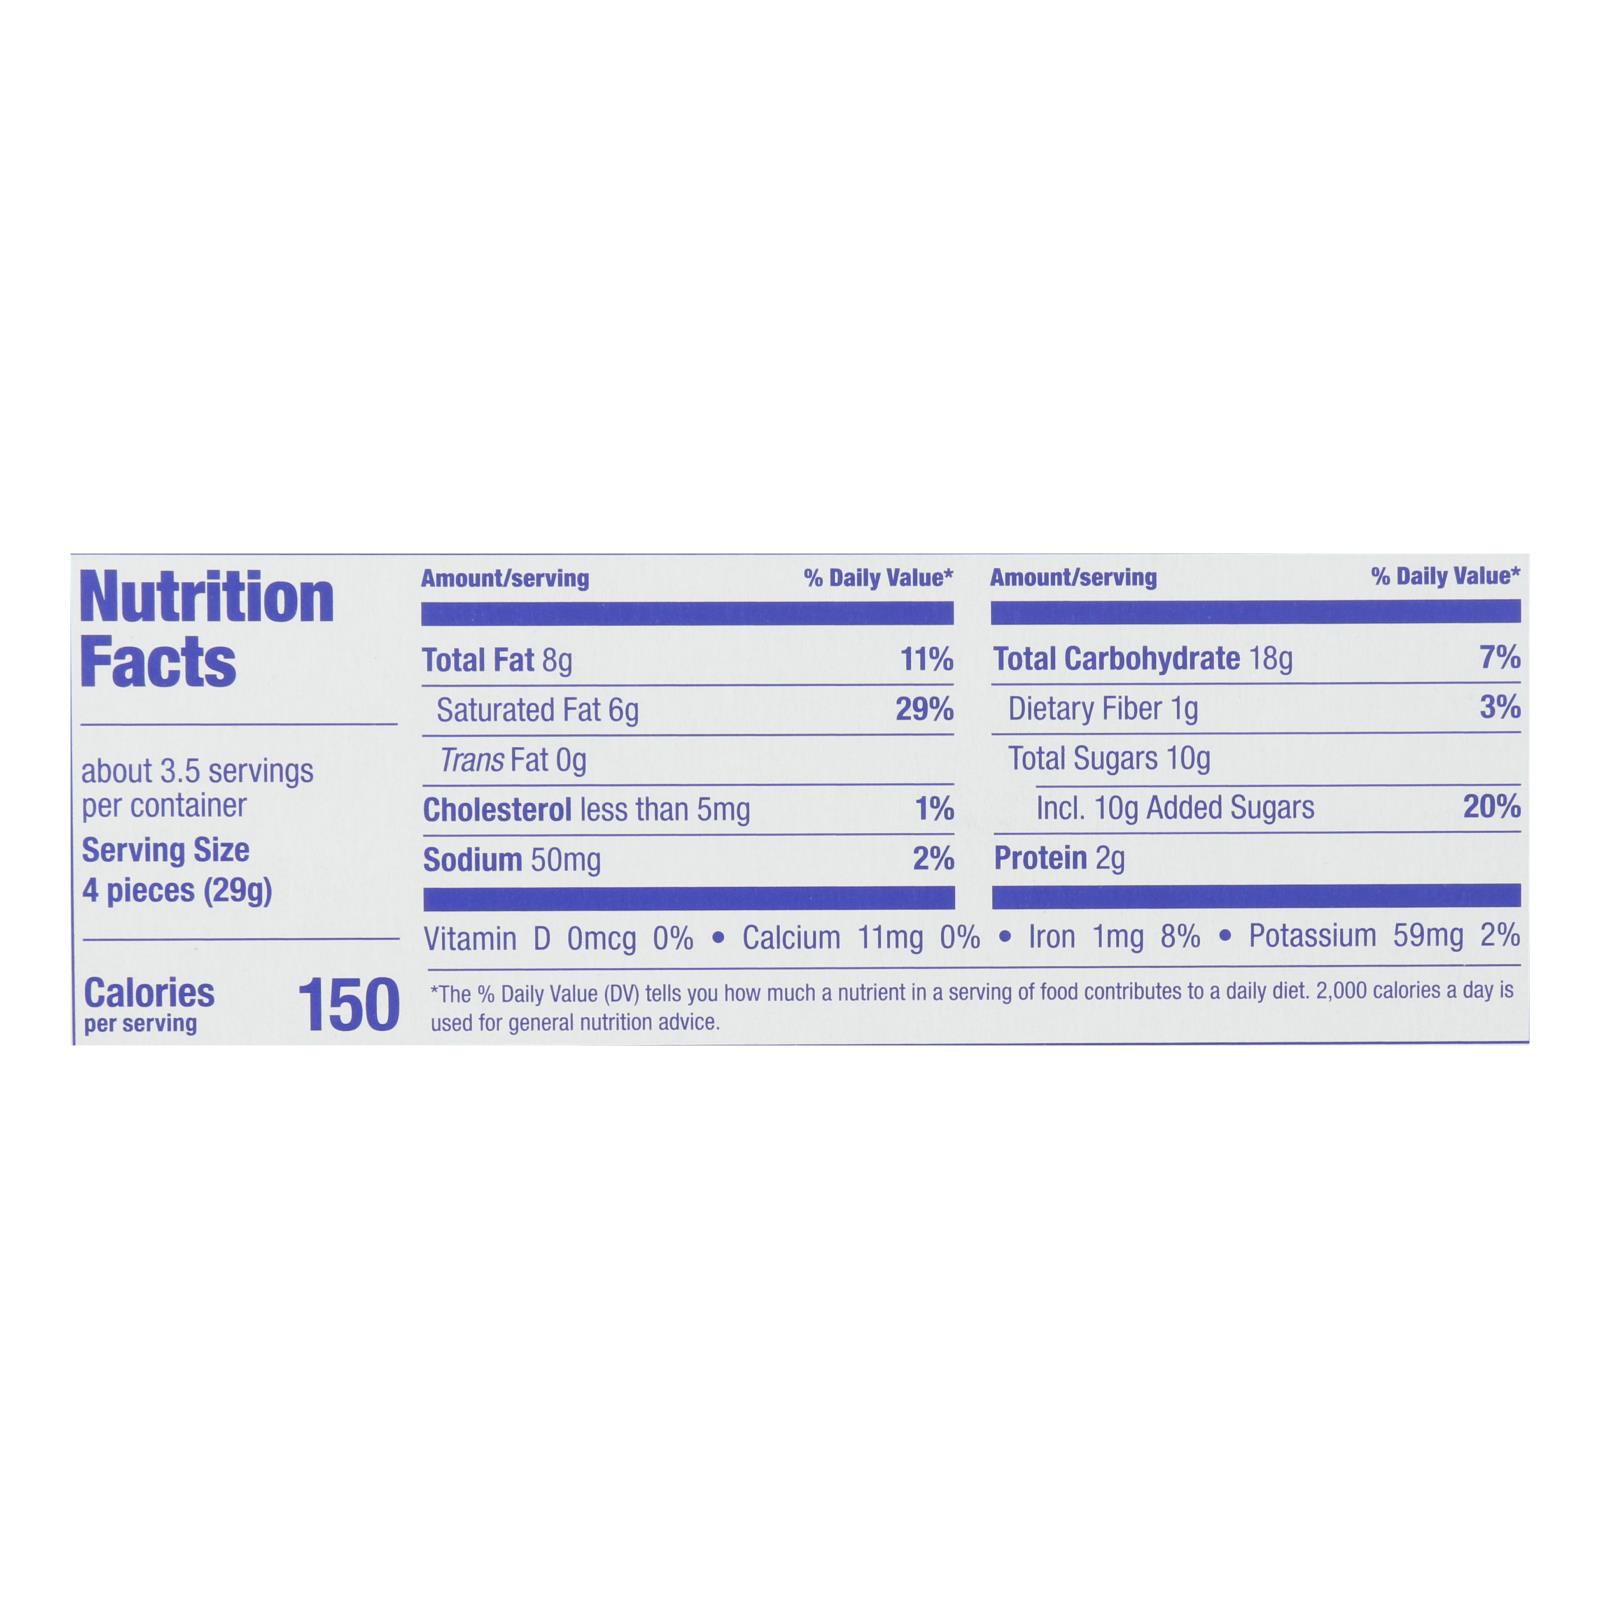 Nutrition
Facts
about 3.5 servings
per container
Serving Size
4 pieces (29g)
Calories
per serving
150
Amount/serving % Daily Value*
Total Fat 8g 11%
Saturated Fat 6g 29%
Trans Fat 0g
Cholesterol less than 5mg 1%
Sodium 50mg 2%
Amount/serving % Daily Value*
Total Carbohydrate 18g 7%
Dietary Fiber 1g 3%
Total Sugars 10g
Incl. 10g Added Sugars 20%
Protein 2g
Vitamin D 0mcg 0% • Calcium 11mg 0% • Iron 1mg 8% • Potassium 59mg 2%
*The % Daily Value (DV) tells you how much a nutrient in a serving of food contributes to a daily diet. 2,000 calories a day is
used for general nutrition advice.